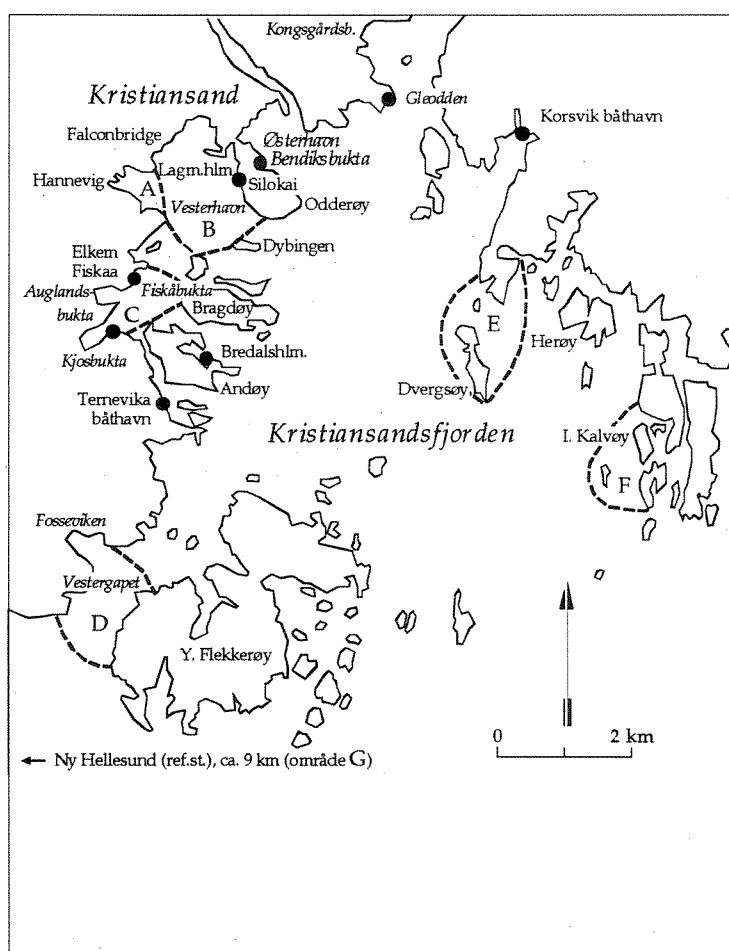 Kongsgårdsb.
Kristiansand
Gleodden
Korsvik båthavn
Falconbridge
Østerhavn
Bendiksbukta
Lagm.hlm
Hannevig
A
Silokai
Vesterhavn
Odderøy
B
Elkem
Fiskaa
Dybingen
Auglands-
bukta
Fiskåbukta
Bragdøy
C
E
Herøy
Kjosbukta
Bredalshlm.
Andøy
Dvergsøy
Ternevika
båthavn
Kristiansandsfjorden
I. Kalvøy
F
Fosseviken
Vestergapet
D
Y. Flekkerøy
0 2 km
← Ny Hellesund (ref.st.), ca. 9 km (område G)